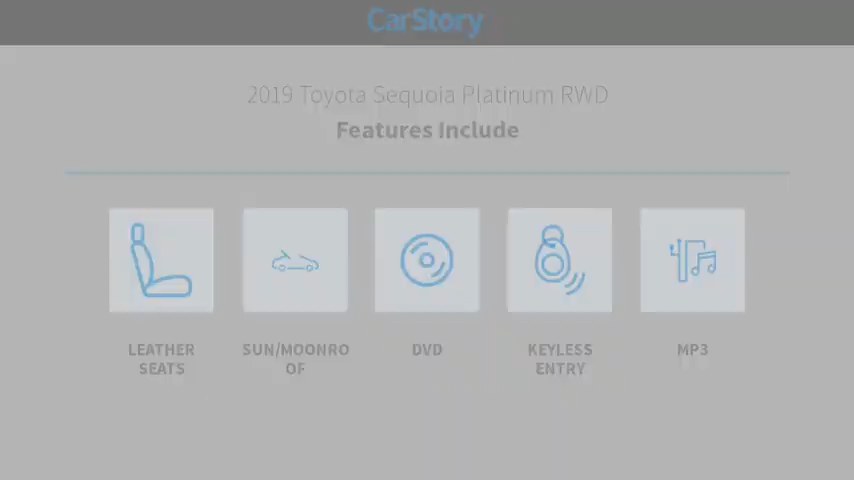 CarStory
2019 Toyota Sequoia Platinum RWD
Features Include
LEATHER
SEATS
SUN/MOONRO
OF
DVD
KEYLESS
ENTRY
MP3